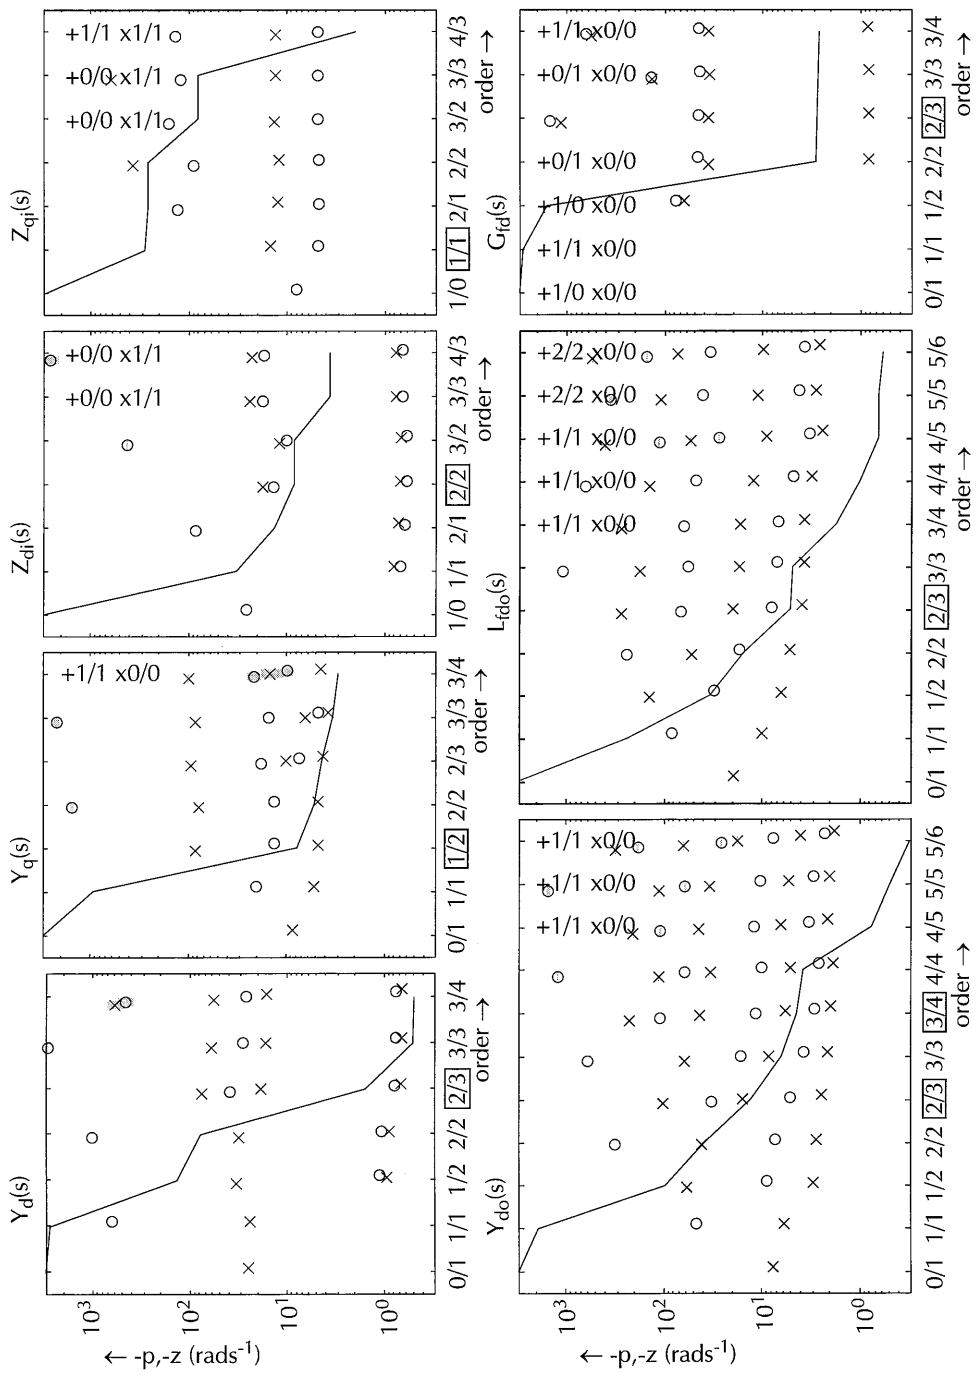 +1/1 x1/1
+0/0 x1/1
+0/0 x1/1
Z_qi(s)
1/0 1/1 2/1 2/2 3/2 3/3 4/3
order →
+1/1 x0/0
+0/1 x0/0
+0/1 x0/0
+1/0 x0/0
+1/1 x0/0
+1/0 x0/0
G_fd(s)
0/1 1/1 1/2 2/2 2/3 3/3 3/4
order →
+0/0 x1/1
+0/0 x1/1
Z_di(s)
1/0 1/1 2/1 2/2 3/2 3/3 4/3
order →
+2/2 x0/0
+2/2 x0/0
+1/1 x0/0
+1/1 x0/0
+1/1 x0/0
L_fdo(s)
0/1 1/1 1/2 2/2 2/3 3/3 3/4 4/4 4/5 5/5 5/6
order →
+1/1 x0/0
Y_q(s)
0/1 1/1 1/2 2/2 2/3 3/3 3/4
order →
+1/1 x0/0
+1/1 x0/0
+1/1 x0/0
Y_do(s)
0/1 1/1 1/2 2/2 2/3 3/3 3/4 4/4 4/5 5/5 5/6
order →
Y_d(s)
0/1 1/1 1/2 2/2 2/3 3/3 3/4
order →
10³ 10² 10¹ 10⁰
← -p,-z (rads⁻¹)
10³ 10² 10¹ 10⁰
← -p,-z (rads⁻¹)